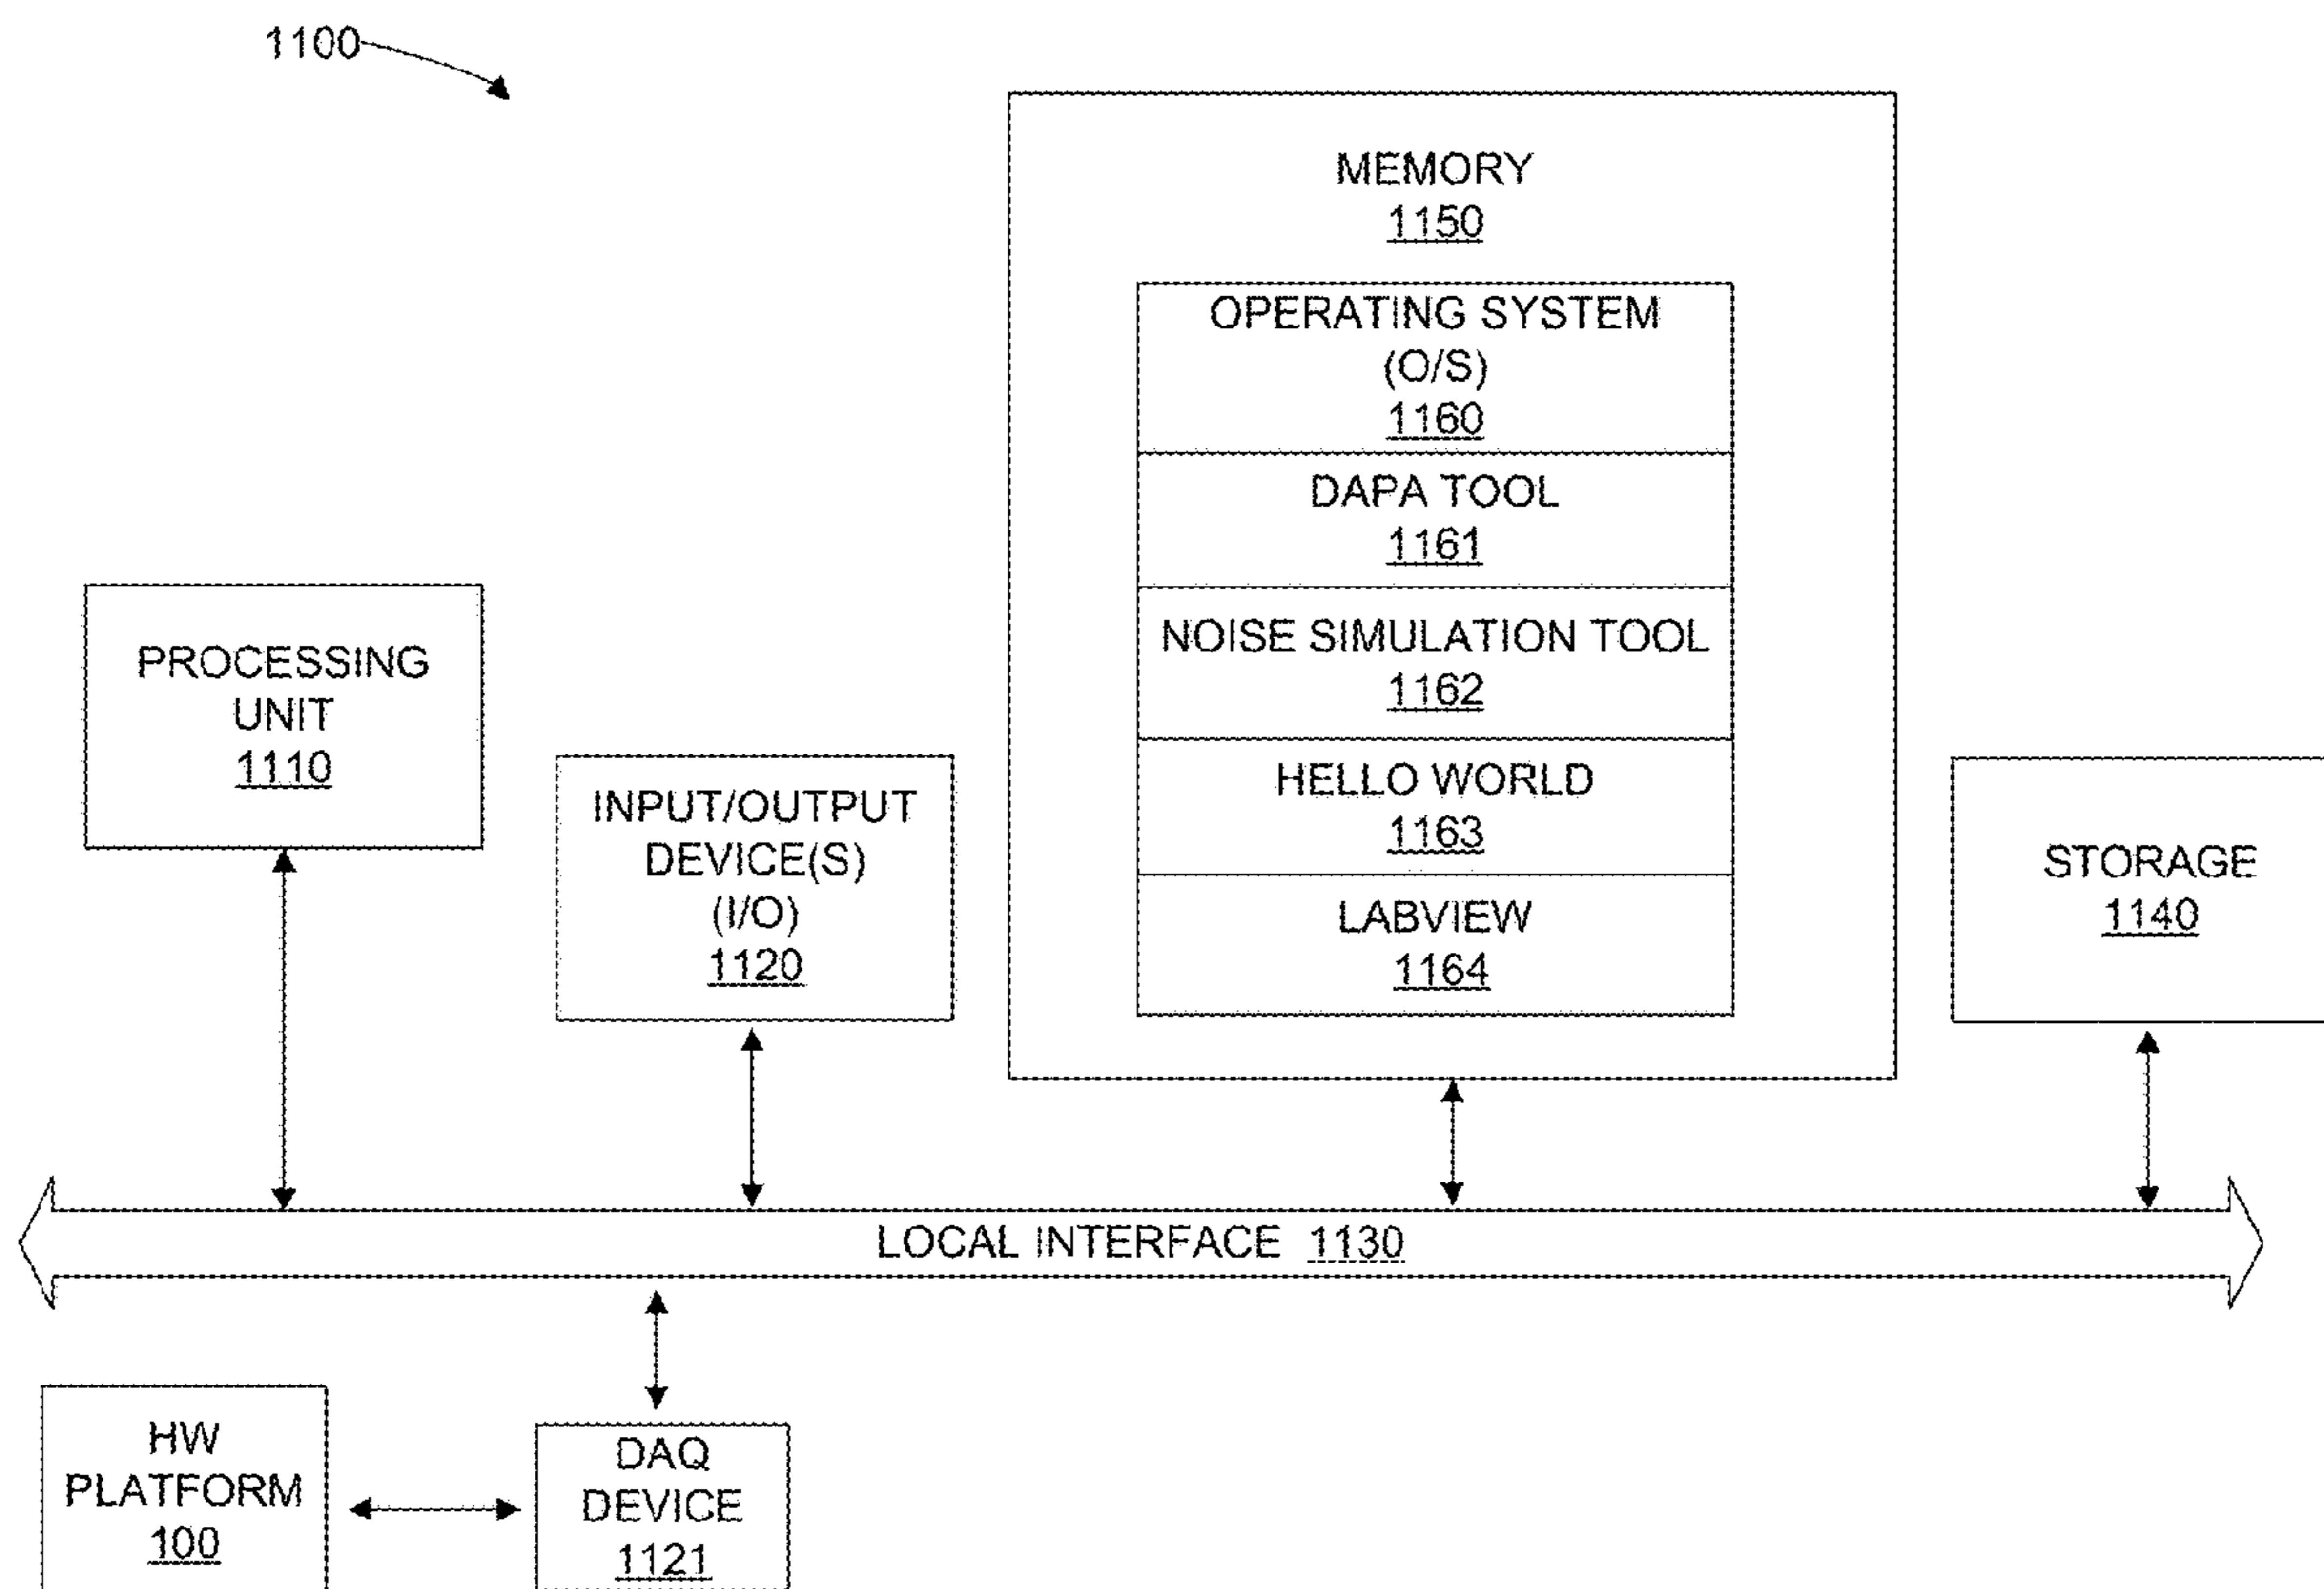 1100
MEMORY
1150
OPERATING SYSTEM
(O/S)
1160
DAPA TOOL
1161
NOISE SIMULATION TOOL
1162
HELLO WORLD
1163
LABVIEW
1164
PROCESSING
UNIT
1110
INPUT/OUTPUT
DEVICE(S)
(I/O)
1120
STORAGE
1140
LOCAL INTERFACE 1130
HW
PLATFORM
100
DAQ
DEVICE
1121